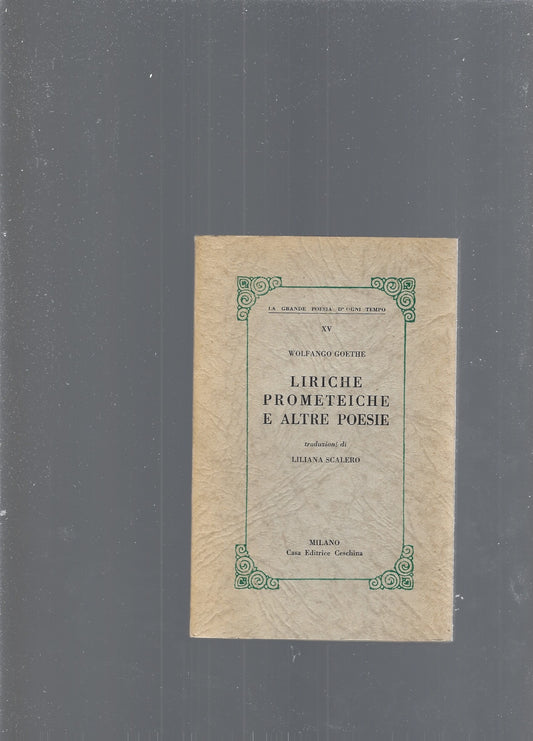 LA GRANDE POESIA D'OGNI TEMPO
XV
WOLFANGO GOETHE
LIRICHE
PROMETEICHE
E ALTRE POESIE
traduzioni di
LILIANA SCALERO
MILANO
Casa Editrice Ceschina